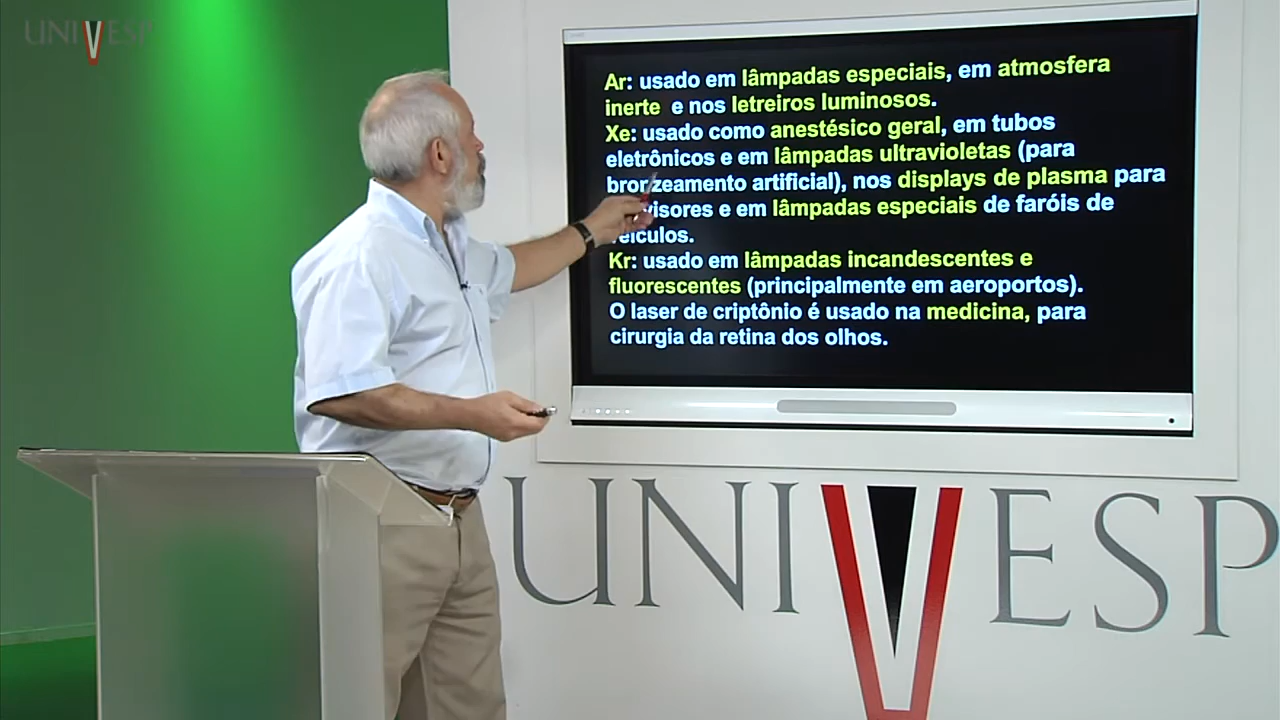 UNIVESP
Ar: usado em lâmpadas especiais, em atmosfera
inerte e nos letreiros luminosos.
Xe: usado como anestésico geral, em tubos
eletrônicos e em lâmpadas ultravioletas (para
bronzeamento artificial), nos displays de plasma para
visores e em lâmpadas especiais de faróis de
veículos.
Kr: usado em lâmpadas incandescentes e
fluorescentes (principalmente em aeroportos).
O laser de criptônio é usado na medicina, para
cirurgia da retina dos olhos.
UNIVESP